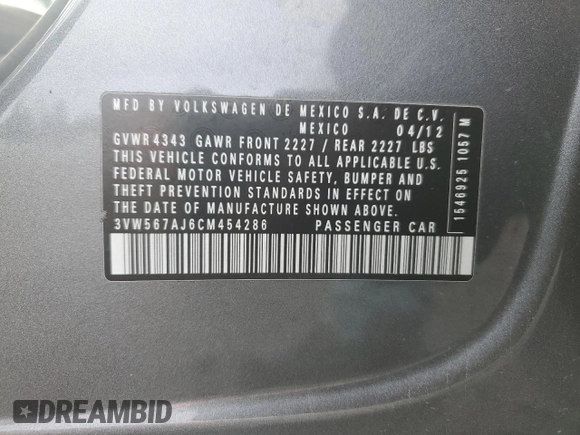 MFD BY VOLKSWAGEN DE MEXICO S.A. DE C.V.
MEXICO 04/12
GVWR 4343 GAWR FRONT 2227 / REAR 2227 LBS
THIS VEHICLE CONFORMS TO ALL APPLICABLE U.S.
FEDERAL MOTOR VEHICLE SAFETY, BUMPER AND
THEFT PREVENTION STANDARDS IN EFFECT ON
THE DATE OF MANUFACTURE SHOWN ABOVE.
3VW567AJ6CM454286 PASSENGER CAR
1546925 1057 M
DREAMBID